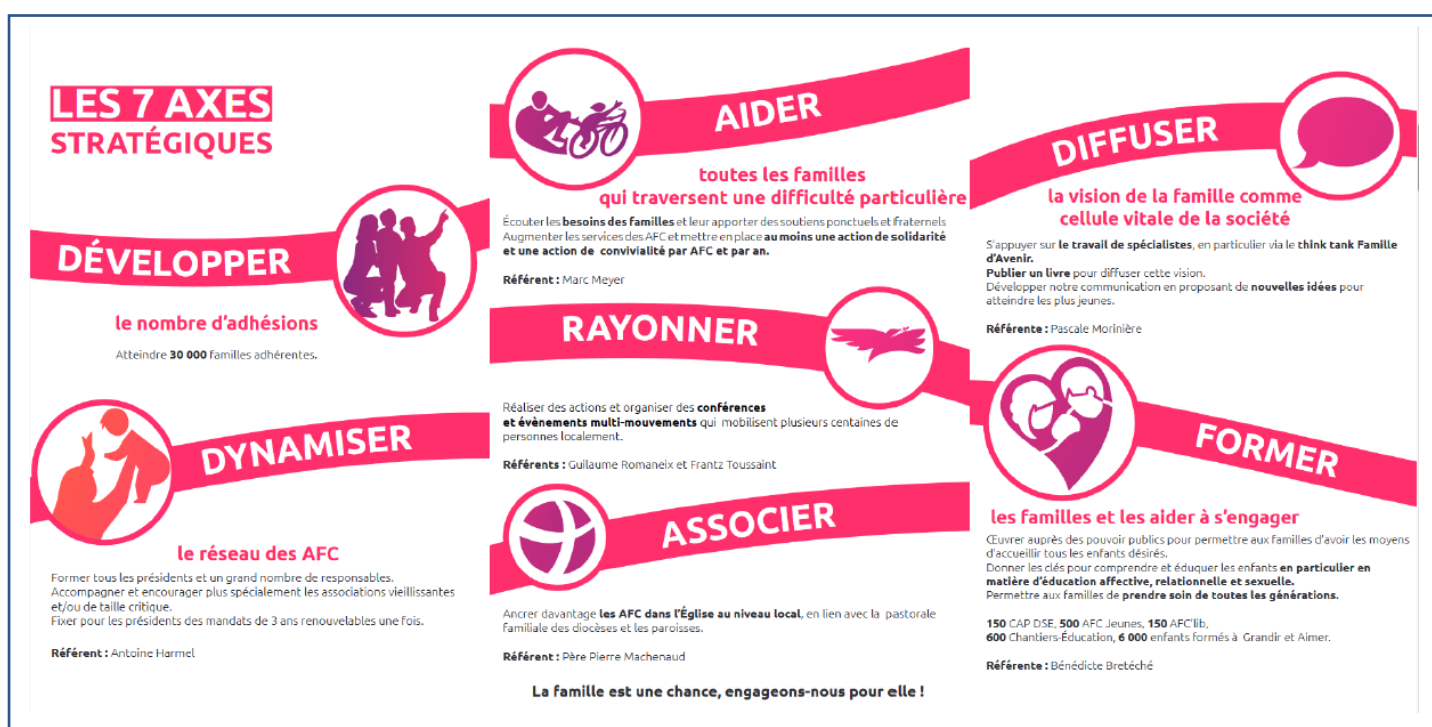 LES 7 AXES
STRATÉGIQUES
DÉVELOPPER
le nombre d'adhésions
Atteindre 30 000 familles adhérentes.
DYNAMISER
le réseau des AFC
Former tous les présidents et un grand nombre de responsables.
Accompagner et encourager plus spécialement les associations vieillissantes
et/ou de taille critique.
Fixer pour les présidents des mandats de 3 ans renouvelables une fois.
Référent : Antoine Harmel
AIDER
toutes les familles
qui traversent une difficulté particulière
Écouter les besoins des familles et leur apporter des soutiens ponctuels et fraternels
Augmenter les services des AFC et mettre en place au moins une action de solidarité
et une action de convivialité par AFC et par an.
Référent : Marc Meyer
RAYONNER
Réaliser des actions et organiser des conférences
et évènements multi-mouvements qui mobilisent plusieurs centaines de
personnes localement.
Référents : Guilaume Romaneix et Frantz Toussaint
ASSOCIER
Ancrer davantage les AFC dans l'Église au niveau local, en lien avec la pastorale
familiale des diocèses et les paroisses.
Référent : Père Pierre Machenaud
La famille est une chance, engageons-nous pour elle !
DIFFUSER
la vision de la famille comme
cellule vitale de la société
S'appuyer sur le travail de spécialistes, en particulier via le think tank Famille
d'Avenir.
Publier un livre pour diffuser cette vision.
Développer notre communication en proposant de nouvelles idées pour
atteindre les plus jeunes.
Référente : Pascale Morinière
FORMER
les familles et les aider à s'engager
Œuvrer auprès des pouvoir publics pour permettre aux familles d'avoir les moyens
d'accueillir tous les enfants désirés.
Donner les clés pour comprendre et éduquer les enfants en particulier en
matière d'éducation affective, relationnelle et sexuelle.
Permettre aux familles de prendre soin de toutes les générations.
150 CAP DSE, 500 AFC Jeunes, 150 AFC'lib,
600 Chantiers-Éducation, 6 000 enfants formés à Grandir et Aimer.
Référente : Bénédicte Bretéché